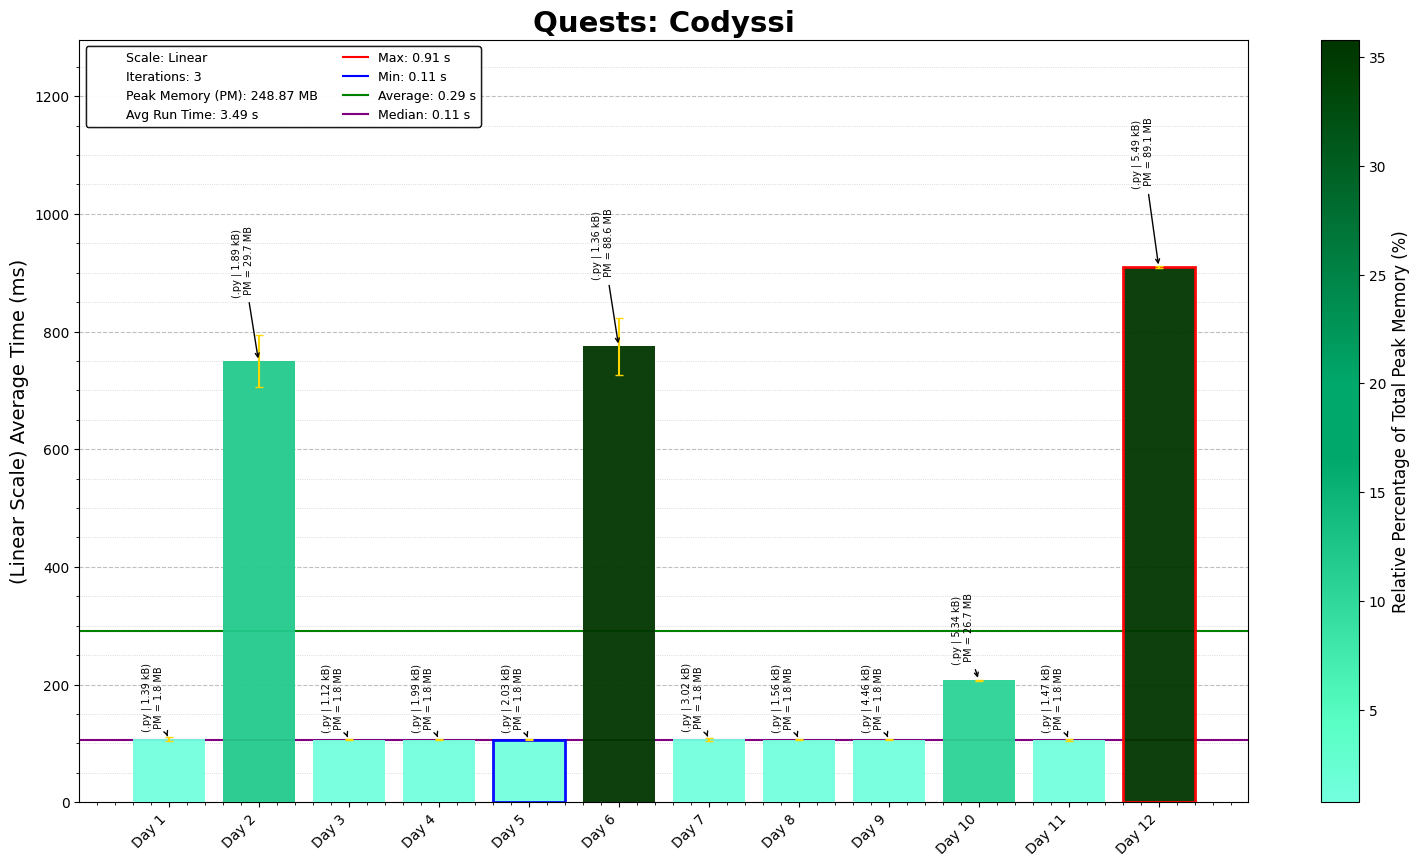 Quests: Codyssi
Scale: Linear
Iterations: 3
Peak Memory (PM): 248.87 MB
Avg Run Time: 3.49 s
Max: 0.91 s
Min: 0.11 s
Average: 0.29 s
Median: 0.11 s
(Linear Scale) Average Time (ms)
1200
1000
800
600
400
200
0
(.py | 1.39 kB)
PM = 1.8 MB
(.py | 1.89 kB)
PM = 29.7 MB
(.py | 1.12 kB)
PM = 1.8 MB
(.py | 1.99 kB)
PM = 1.8 MB
(.py | 2.03 kB)
PM = 1.8 MB
(.py | 1.36 kB)
PM = 88.6 MB
(.py | 3.02 kB)
PM = 1.8 MB
(.py | 1.56 kB)
PM = 1.8 MB
(.py | 4.46 kB)
PM = 1.8 MB
(.py | 5.34 kB)
PM = 26.7 MB
(.py | 1.47 kB)
PM = 1.8 MB
(.py | 5.49 kB)
PM = 89.1 MB
Day 1
Day 2
Day 3
Day 4
Day 5
Day 6
Day 7
Day 8
Day 9
Day 10
Day 11
Day 12
35
30
25
20
15
10
5
Relative Percentage of Total Peak Memory (%)